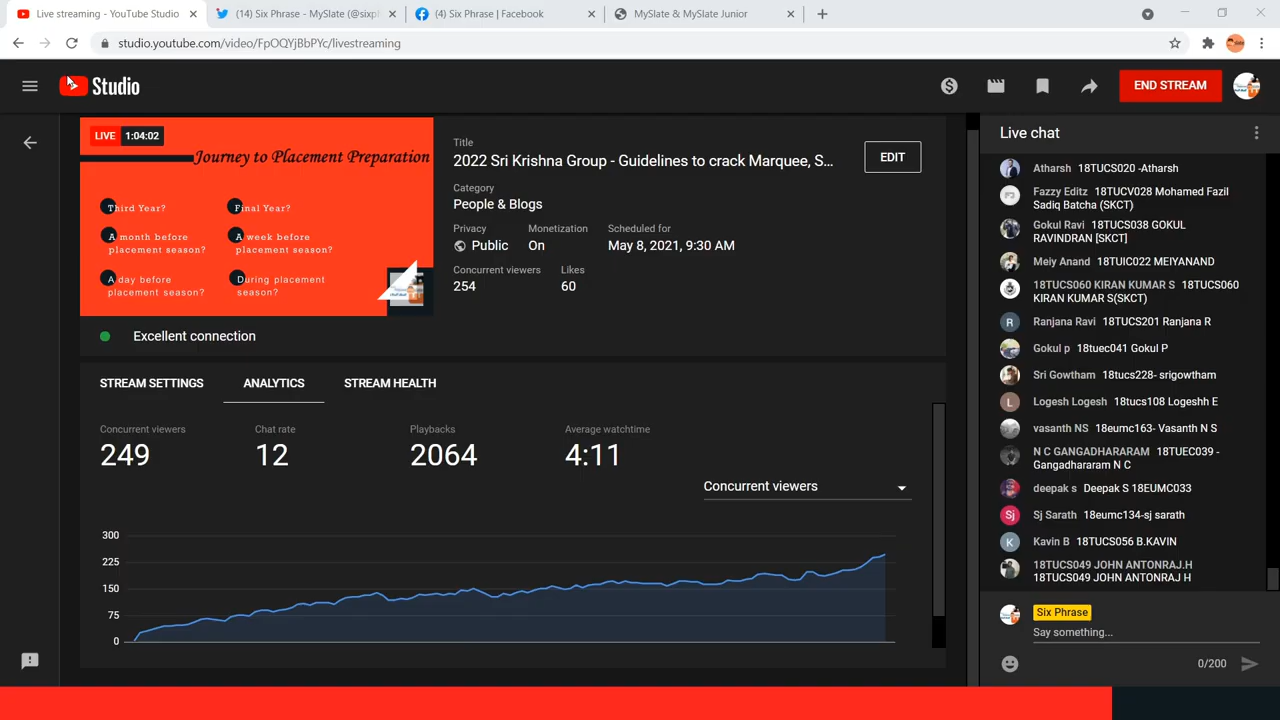 Live streaming - YouTube Studio
(14) Six Phrase - MySlate (@sixp
(4) Six Phrase | Facebook
MySlate & MySlate Junior
studio.youtube.com/video/FpOQYjBbPYc/livestreaming
Studio
END STREAM
LIVE 1:04:02
Journey to Placement Preparation
Third Year?
Final Year?
A month before
placement season?
A week before
placement season?
A day before
placement season?
During placement
season?
Title
2022 Sri Krishna Group - Guidelines to crack Marquee, S...
EDIT
Category
People & Blogs
Privacy
Public
Monetization
On
Scheduled for
May 8, 2021, 9:30 AM
Concurrent viewers
254
Likes
60
Excellent connection
STREAM SETTINGS
ANALYTICS
STREAM HEALTH
Concurrent viewers
249
Chat rate
12
Playbacks
2064
Average watchtime
4:11
Concurrent viewers
300
225
150
75
0
Live chat
Atharsh 18TUCS020 -Atharsh
Fazzy Editz 18TUCV028 Mohamed Fazil
Sadiq Batcha (SKCT)
Gokul Ravi 18TUCS038 GOKUL
RAVINDRAN [SKCT]
Meiy Anand 18TUIC022 MEIYANAND
18TUCS060 KIRAN KUMAR S 18TUCS060
KIRAN KUMAR S(SKCT)
R
Ranjana Ravi 18TUCS201 Ranjana R
Gokul p 18tuec041 Gokul P
Sri Gowtham 18tucs228- srigowtham
L
Logesh Logesh 18tucs108 Logeshh E
vasanth NS 18eumc163- Vasanth N S
N C GANGADHARARAM 18TUEC039 -
Gangadhararam N C
deepak s Deepak S 18EUMC033
Sj
Sj Sarath 18eumc134-sj sarath
K
Kavin B 18TUCS056 B.KAVIN
18TUCS049 JOHN ANTONRAJ.H
18TUCS049 JOHN ANTONRAJ H
Six Phrase
Say something...
0/200